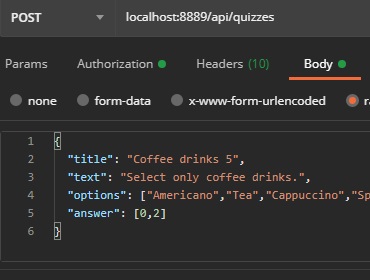 POST localhost:8889/api/quizzes
Params Authorization Headers (10) Body
none form-data x-www-form-urlencoded
1 {
2 "title": "Coffee drinks 5",
3 "text": "Select only coffee drinks.",
4 "options": ["Americano","Tea","Cappuccino","Sp
5 "answer": [0,2]
6 }